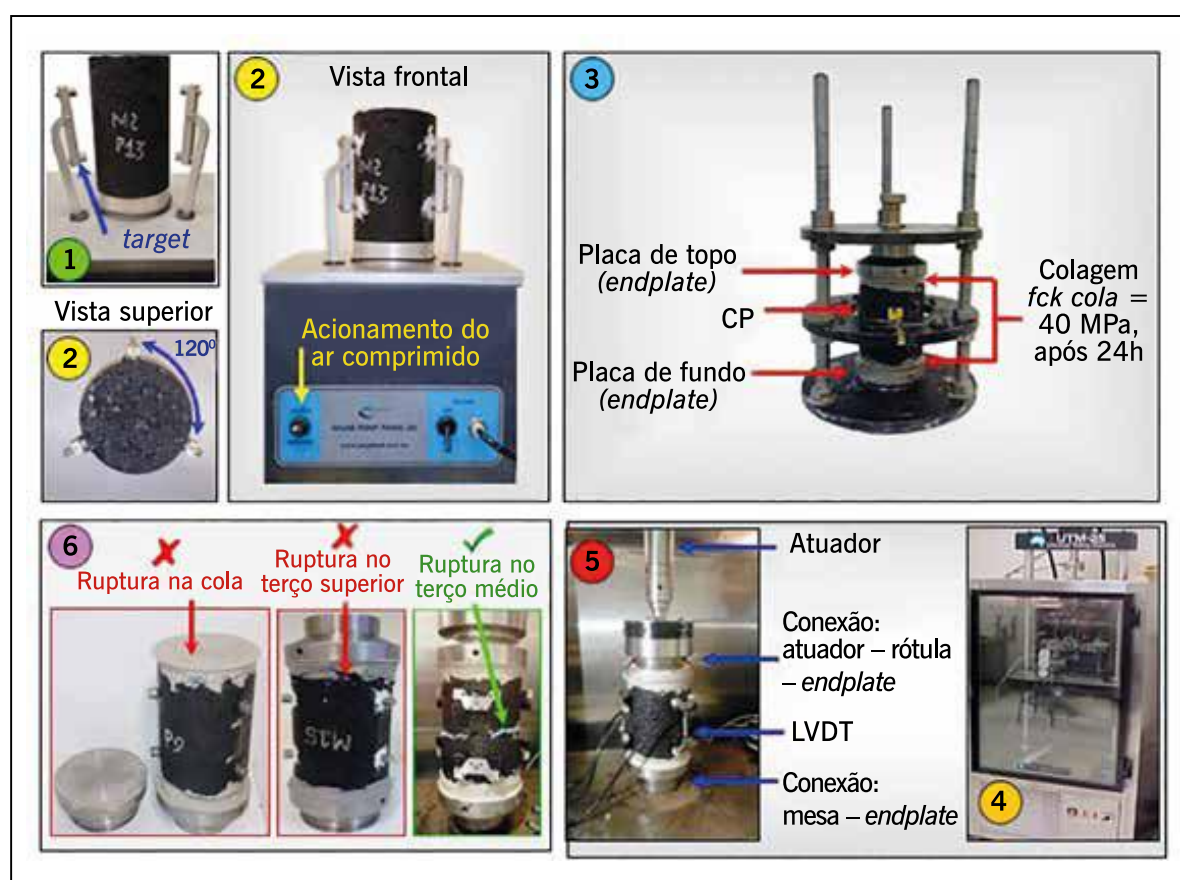 M2
P13
target
1
Vista superior
2
120º
2
Vista frontal
M2
P13
Acionamento do
ar comprimido
3
Placa de topo
(endplate)
CP
Placa de fundo
(endplate)
Colagem
fck cola =
40 MPa,
após 24h
6
Ruptura na cola
Ruptura no
terço superior
Ruptura no
terço médio
P6
5
Atuador
Conexão:
atuador – rótula
– endplate
LVDT
Conexão:
mesa – endplate
UTM-25
4